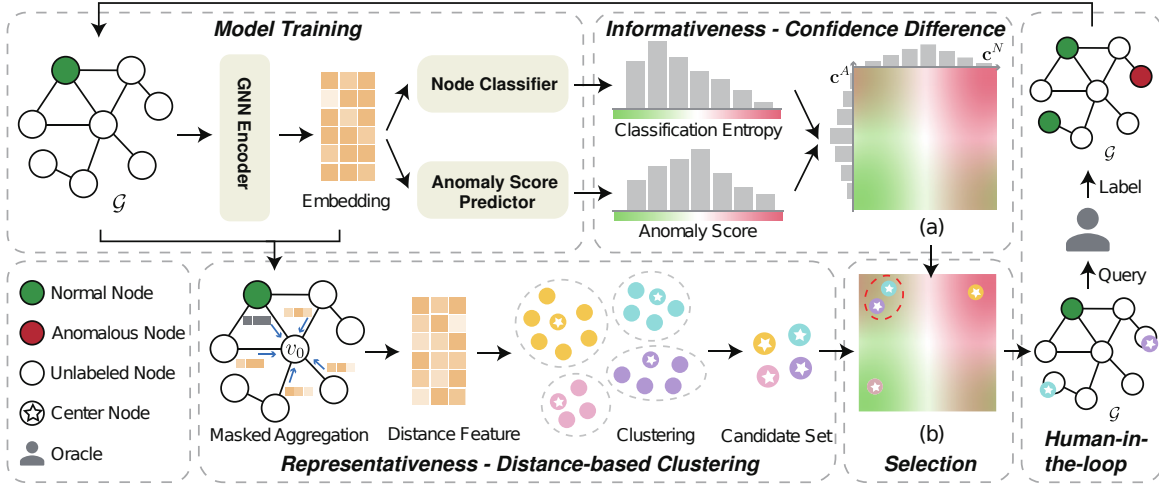 Model Training
GNN Encoder
𝒢
Embedding
Node Classifier
Anomaly Score
Predictor
Informativeness - Confidence Difference
Classification Entropy
Anomaly Score
c^A
c^N
(a)
𝒢
Label
Query
𝒢
Human-in-
the-loop
Normal Node
Anomalous Node
Unlabeled Node
Center Node
Oracle
v_0
Masked Aggregation
Distance Feature
Clustering
Candidate Set
Representativeness - Distance-based Clustering
(b)
Selection